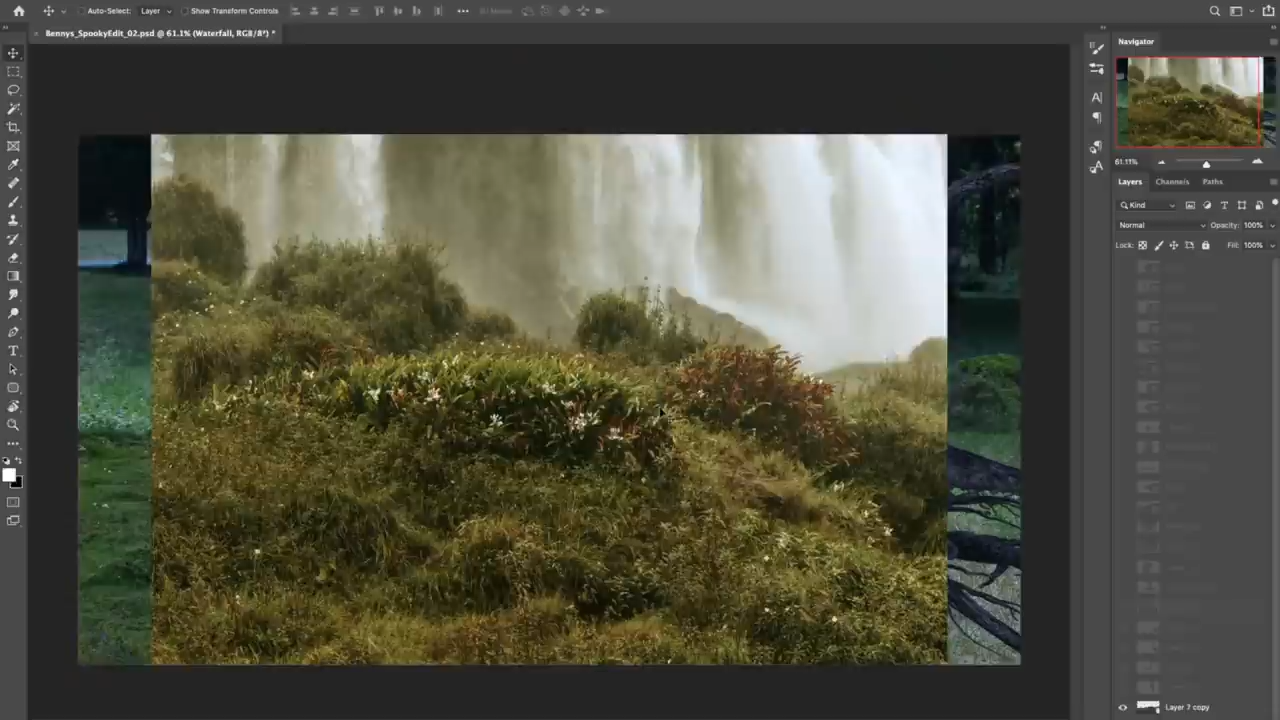 Auto-Select: Layer Show Transform Controls
Bennys_SpookyEdit_02.psd @ 61.1% (Waterfall, RGB/8*) *
Navigator
61.11%
Layers Channels Paths
Kind
Normal Opacity: 100%
Lock: Fill: 100%
Layer 7 copy